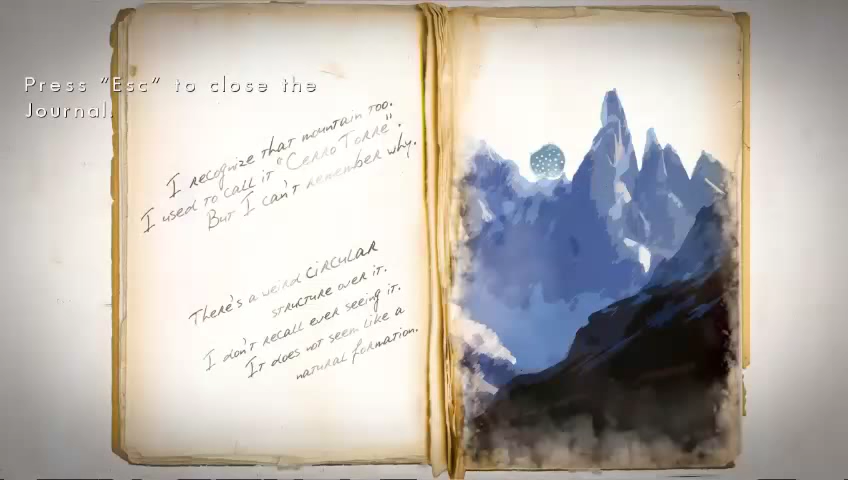 Press "Esc" to close the
Journal.
I recognize that mountain too.
I used to call it "Cerro Torre".
But I can't remember why.
There's a weird circular
structure over it.
I don't recall ever seeing it.
It does not seem like a
natural formation.